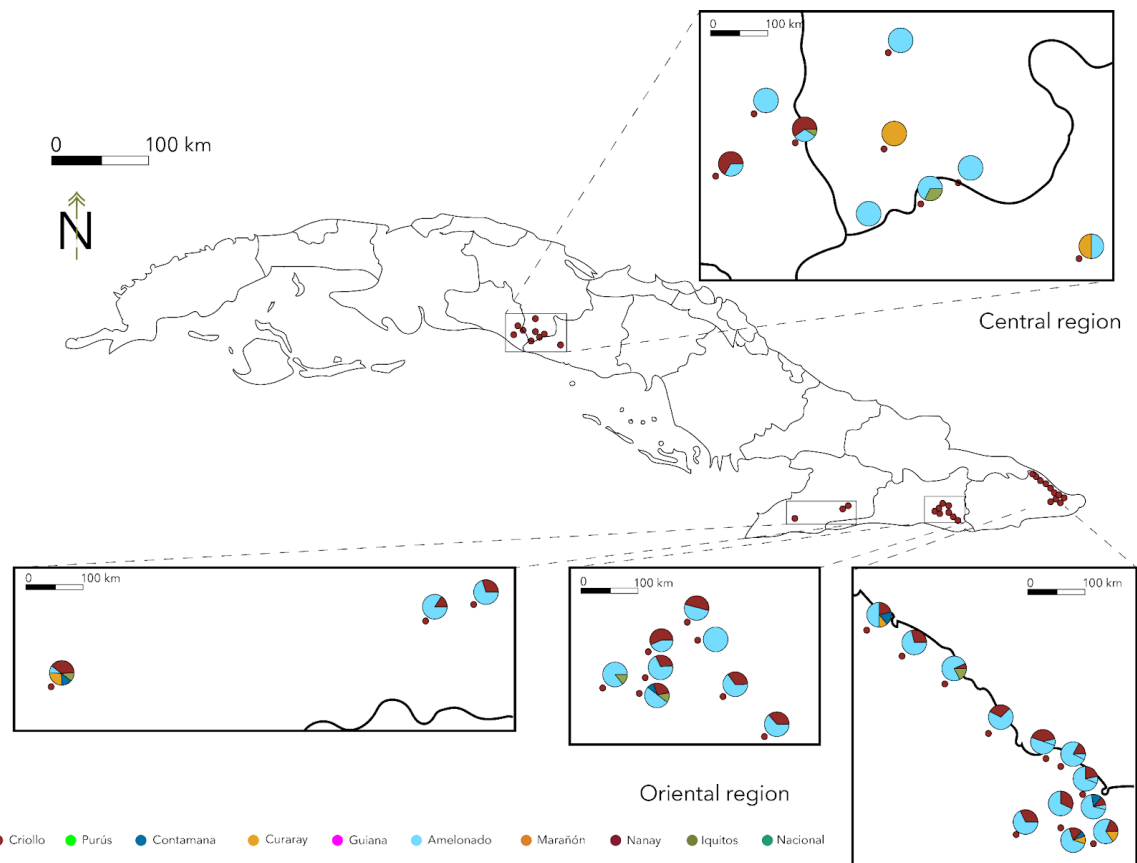 0 100 km
0 100 km
N
Central region
0 100 km
0 100 km
0 100 km
Oriental region
Criollo Purús Contamana Curaray Guiana Amelonado Marañón Nanay Iquitos Nacional